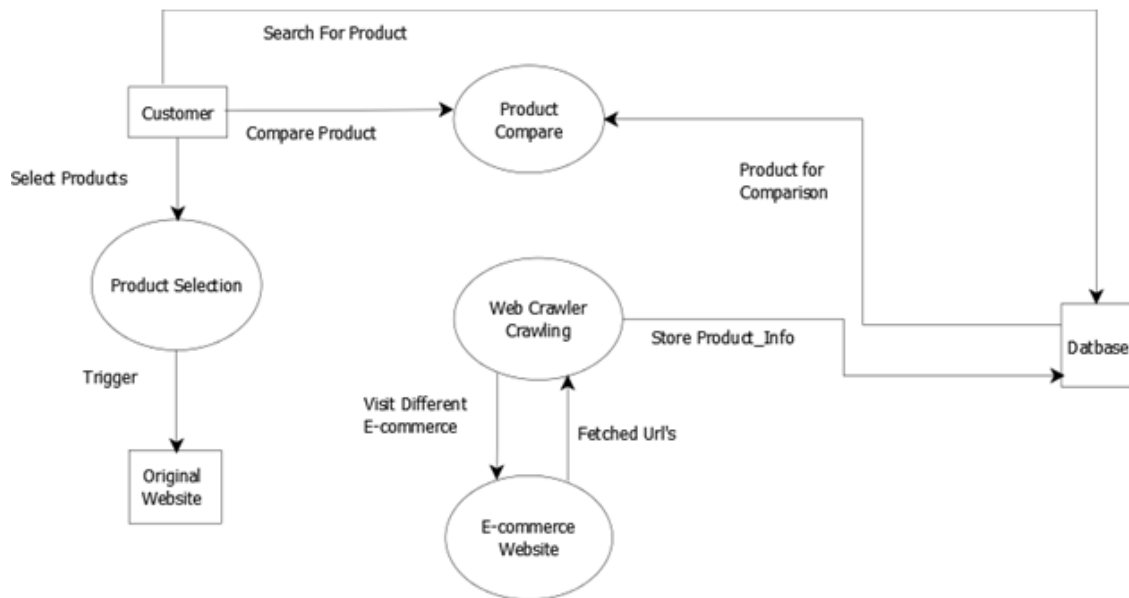 Search For Product
Customer
Compare Product
Product
Compare
Select Products
Product for
Comparison
Product Selection
Web Crawler
Crawling
Store Product_Info
Datbase
Trigger
Visit Different
E-commerce
Fetched Url's
Original
Website
E-commerce
Website